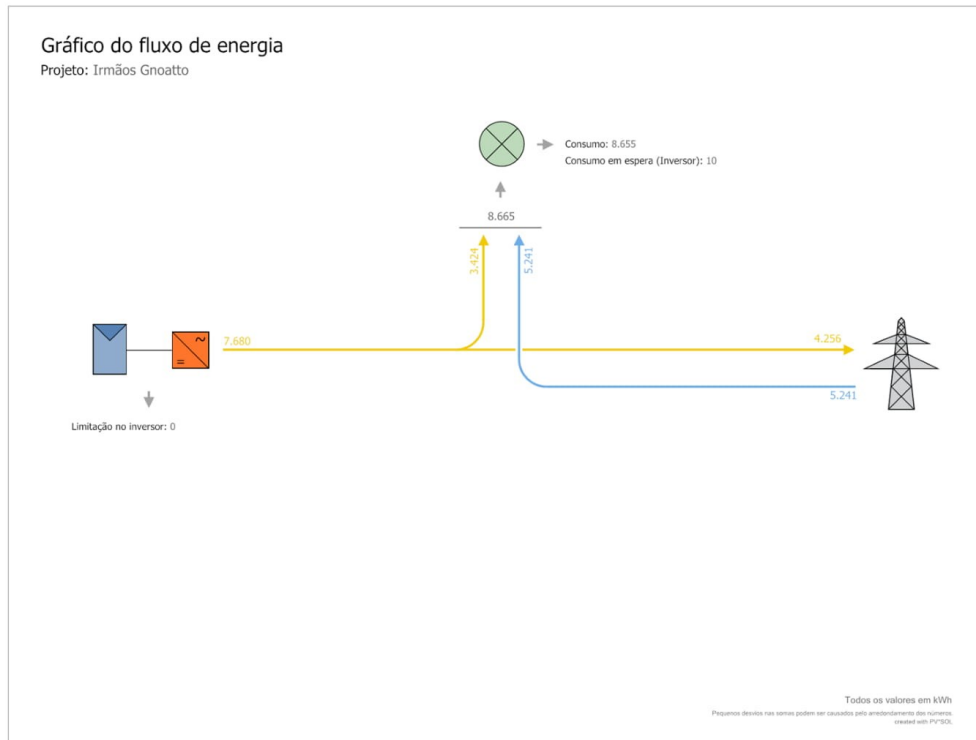 Gráfico do fluxo de energia
Projeto: Irmãos Gnoatto
Consumo: 8.655
Consumo em espera (Inversor): 10
8.665
3.424
5.241
7.680
4.256
5.241
Limitação no inversor: 0
Todos os valores em kWh
Pequenos desvios nas somas podem ser causados pelo arredondamento dos números.
created with PV*SOL